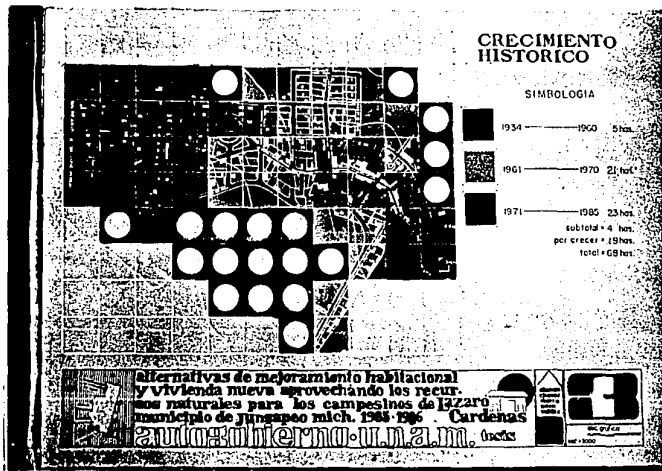 CRECIMIENTO
HISTORICO
SIMBOLOGIA
1934 1960 5 has.
1961 1970 21 has.
1971 1985 23 has.
subtotal = 4 has.
por crecer = 19 has.
total = 68 has.
alternativas de mejoramiento habitacional
y vivienda nueva aprovechando los recur-
sos naturales para los campesinos de lazaro
municipio de jungapeo mich. 1985-1986 Cardenas
autogobierno·u.n.a.m. tesis